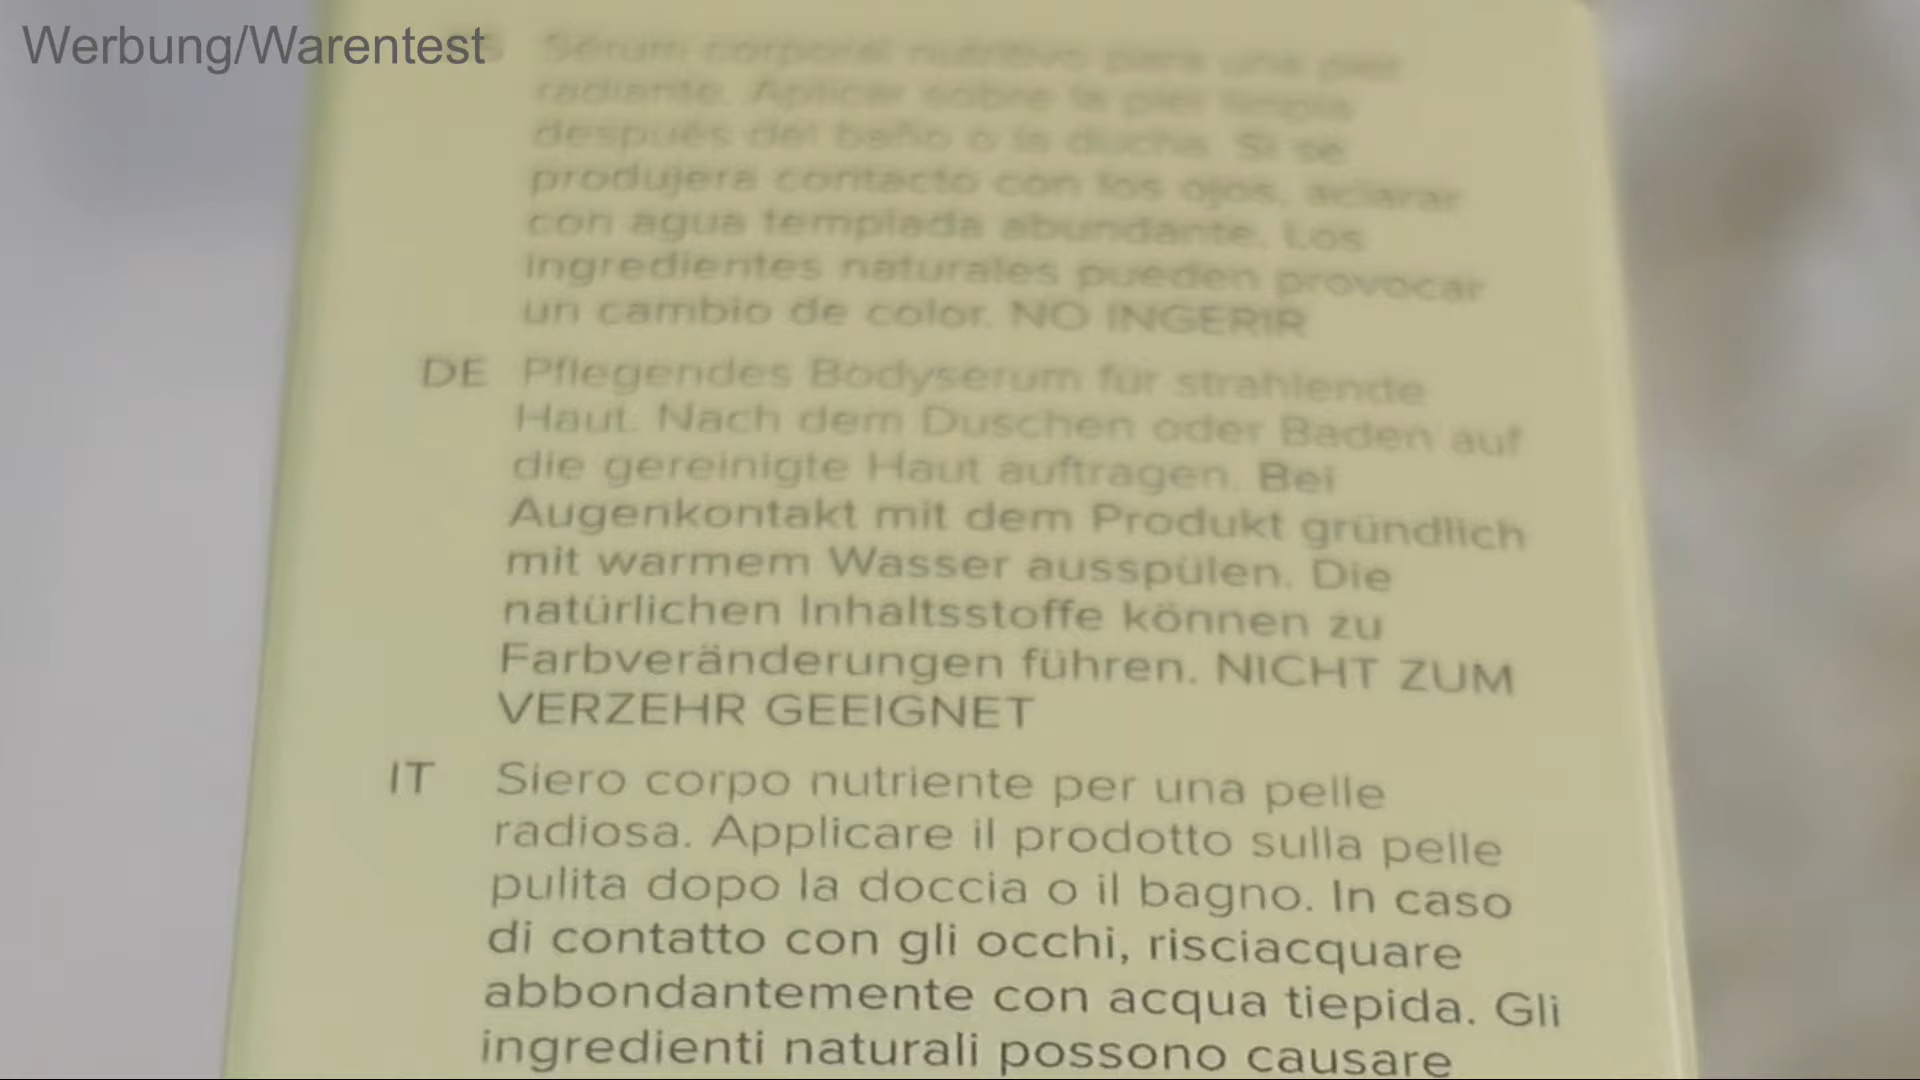 Werbung/Warentest
Sérum corporal nutritivo para una piel
radiante. Aplicar sobre la piel limpia
después del baño o la ducha. Si se
produjera contacto con los ojos, aclarar
con agua templada abundante. Los
ingredientes naturales pueden provocar
un cambio de color. NO INGERIR
DE Pflegendes Bodyserum für strahlende
Haut. Nach dem Duschen oder Baden auf
die gereinigte Haut auftragen. Bei
Augenkontakt mit dem Produkt gründlich
mit warmem Wasser ausspülen. Die
natürlichen Inhaltsstoffe können zu
Farbveränderungen führen. NICHT ZUM
VERZEHR GEEIGNET
IT Siero corpo nutriente per una pelle
radiosa. Applicare il prodotto sulla pelle
pulita dopo la doccia o il bagno. In caso
di contatto con gli occhi, risciacquare
abbondantemente con acqua tiepida. Gli
ingredienti naturali possono causare